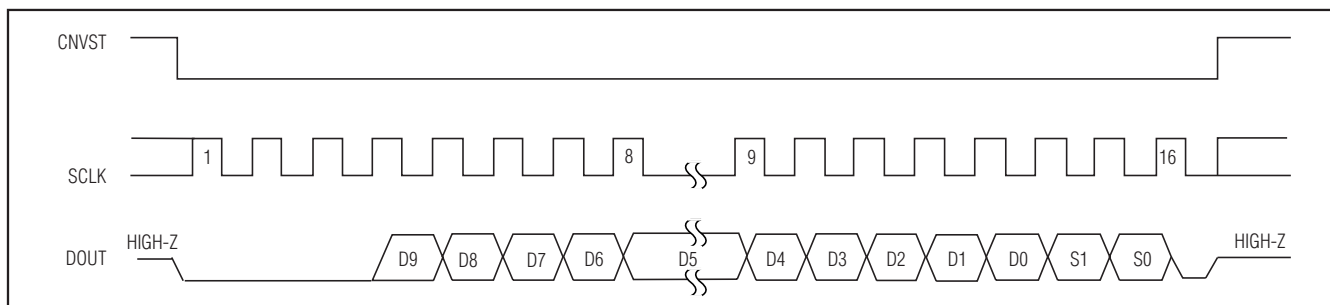 CNVST
1 8 9 16
SCLK
HIGH-Z HIGH-Z
DOUT D9 D8 D7 D6 D5 D4 D3 D2 D1 D0 S1 S0